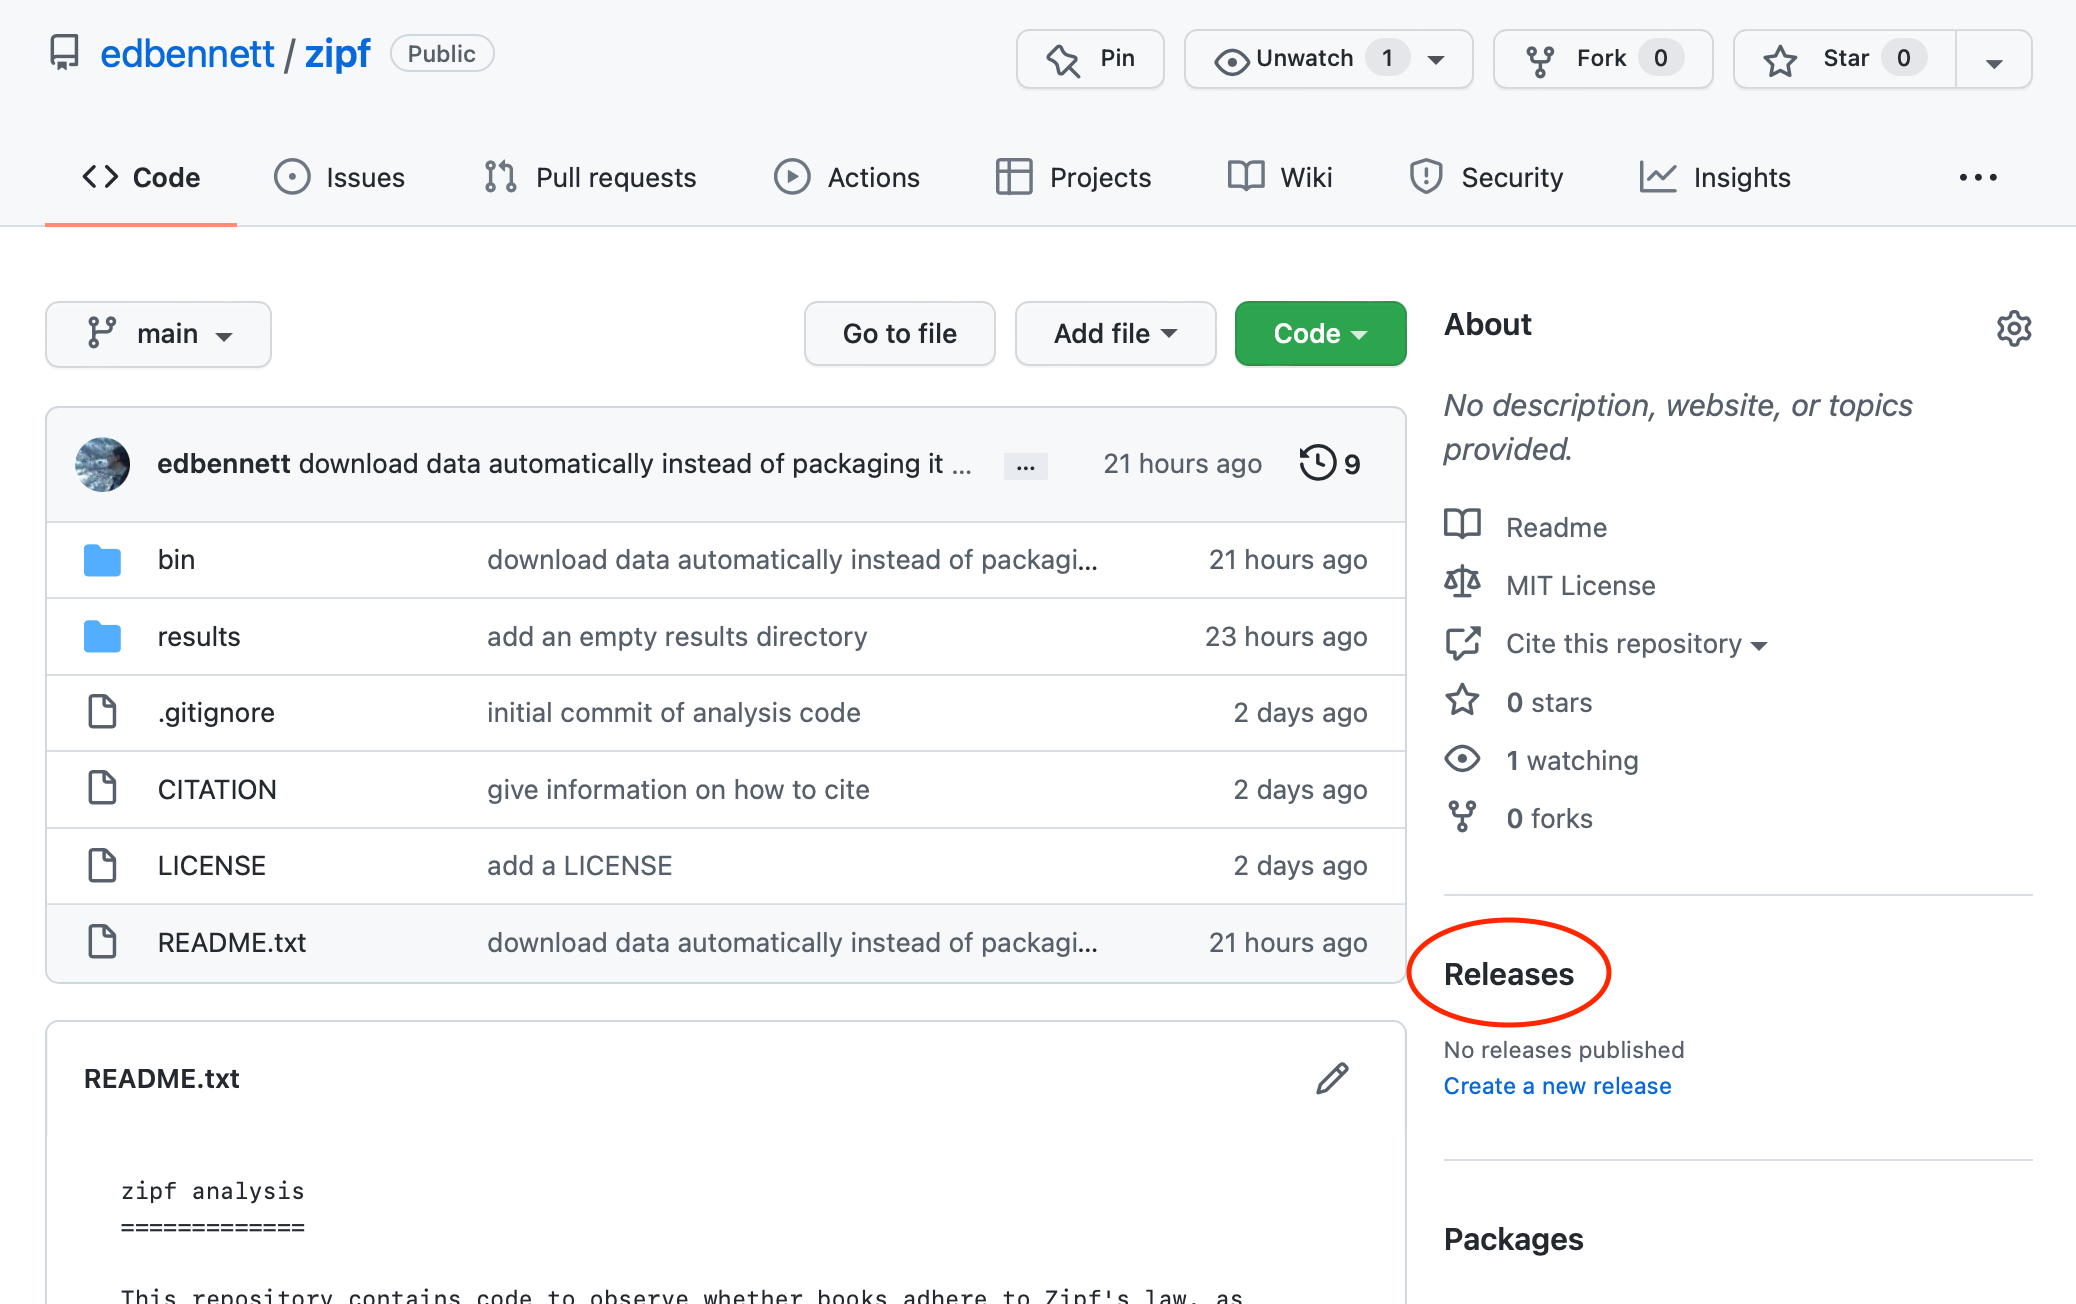 edbennett / zipf Public
Pin
Unwatch 1
Fork 0
Star 0
Code
Issues
Pull requests
Actions
Projects
Wiki
Security
Insights
main
Go to file
Add file
Code
edbennett download data automatically instead of packaging it ... ... 21 hours ago 9
bin download data automatically instead of packagi... 21 hours ago
results add an empty results directory 23 hours ago
.gitignore initial commit of analysis code 2 days ago
CITATION give information on how to cite 2 days ago
LICENSE add a LICENSE 2 days ago
README.txt download data automatically instead of packagi... 21 hours ago
README.txt
zipf analysis
=============
This repository contains code to observe whether books adhere to Zipf's law, as
About
No description, website, or topics
provided.
Readme
MIT License
Cite this repository
0 stars
1 watching
0 forks
Releases
No releases published
Create a new release
Packages